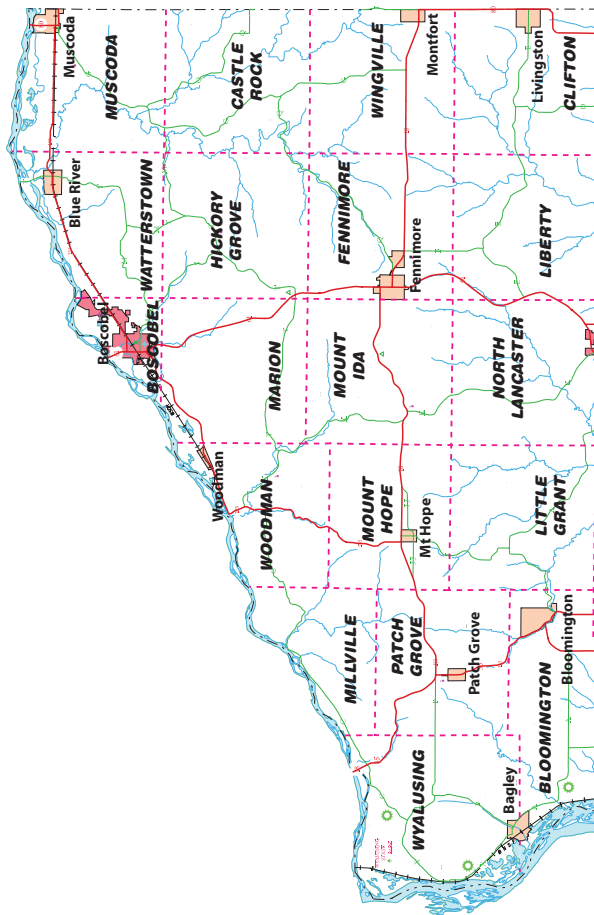 Muscoda
Blue River
Boscobel
MUSCODA
WATTERSTOWN
BOSCOBEL
Woodman
HICKORY
GROVE
CASTLE
ROCK
WOODMAN
MARION
MOUNT
IDA
FENNIMORE
MILLVILLE
MOUNT
HOPE
WINGVILLE
PATCH
GROVE
WYALUSING
Fennimore
Mt Hope
Montfort
Patch Grove
NORTH
LANCASTER
Bagley
Livingston
LITTLE
GRANT
BLOOMINGTON
LIBERTY
Bloomington
CLIFTON